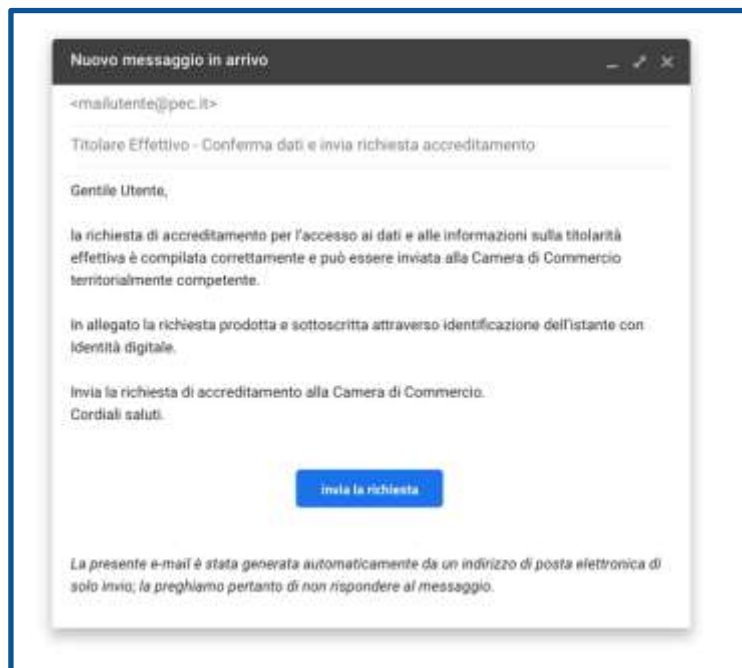 Nuovo messaggio in arrivo
<mailutente@pec.it>
Titolare Effettivo - Conferma dati e invia richiesta accreditamento
Gentile Utente,
la richiesta di accreditamento per l'accesso ai dati e alle informazioni sulla titolarità
effettiva è compilata correttamente e può essere inviata alla Camera di Commercio
territorialmente competente.
In allegato la richiesta prodotta e sottoscritta attraverso identificazione dell'istante con
Identità digitale.
Invia la richiesta di accreditamento alla Camera di Commercio.
Cordiali saluti.
invia la richiesta
La presente e-mail è stata generata automaticamente da un indirizzo di posta elettronica di
solo invio; la preghiamo pertanto di non rispondere al messaggio.